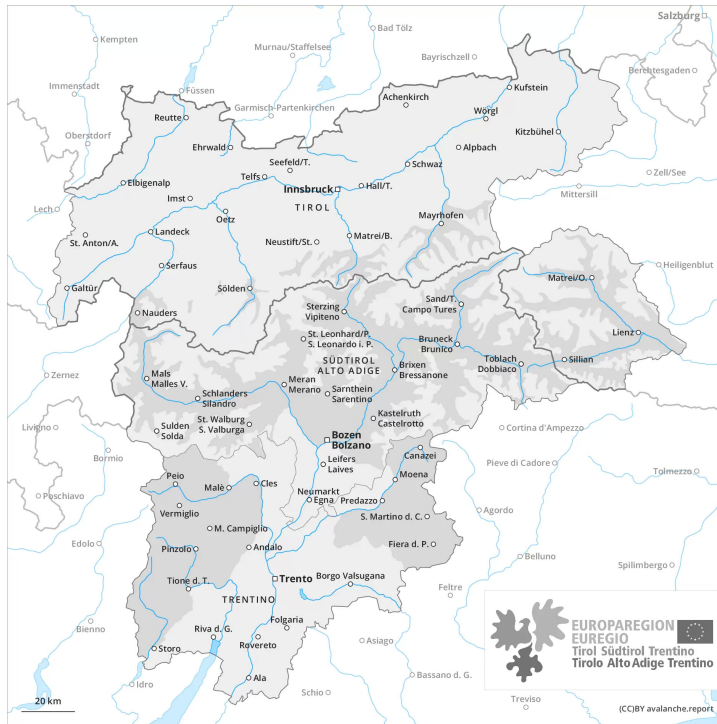 Salzburg
Kempten
Bad Tölz
Murnau/Staffelsee
Bayrischzell
Berchtesgaden
Immenstadt
Füssen
Kufstein
Achenkirch
Garmisch-Partenkirchen
Reutte
Wörgl
Oberstdorf
Kitzbühel
Ehrwald
Alpbach
Seefeld/T.
Schwaz
Zell/See
Telfs
Elbigenalp
Innsbruck
Hall/T.
Mittersill
Imst
TIROL
Lech
Oetz
Mayrhofen
Landeck
Matrei/B.
St. Anton/A.
Neustift/St.
Serfaus
Heiligenblut
Matrei/O.
Galtür
Sölden
Sand/T.
Campo Tures
Nauders
Sterzing
Vipiteno
Lienz
St. Leonhard/P.
S. Leonardo i. P.
Bruneck
Brunico
SÜDTIROL
ALTO ADIGE
Toblach
Dobbiaco
Sillian
Brixen
Bressanone
Zernez
Mals
Malles V.
Meran
Merano
Schlanders
Silandro
Sarnthein
Sarentino
Kastelruth
Castelrotto
St. Walburg
S. Valburga
Livigno
Sulden
Solda
Cortina d'Ampezzo
Bozen
Bolzano
Bormio
Canazei
Leifers
Laives
Pieve di Cadore
Tolmezzo
Peio
Moena
Malè
Cles
Poschiavo
Neumarkt
Egna
Predazzo
Vermiglio
Agordo
S. Martino d. C.
M. Campiglio
Edolo
Pinzolo
Andalo
Fiera d. P.
Belluno
Spilimbergo
Tione d. T.
Trento
Borgo Valsugana
Feltre
TRENTINO
Folgaria
Bienno
Riva d. G.
EUROPAREGION
EUREGIO
Rovereto
Asiago
Tirol Südtirol Trentino
Storo
Tirolo Alto Adige Trentino
Ala
Bassano d. G.
Idro
Schio
Treviso
20 km
(CC)BY avalanche.report